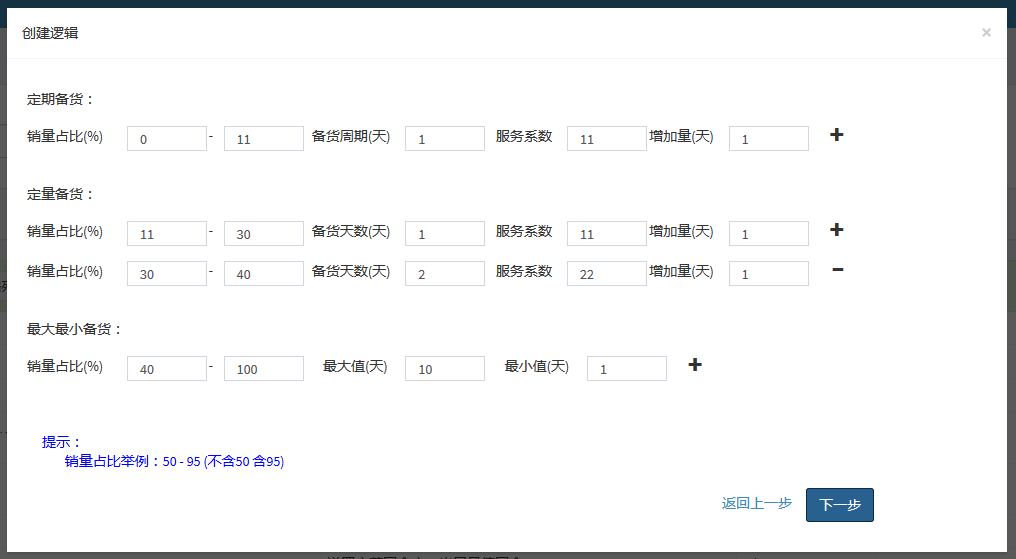 创建逻辑 ×
定期备货：
销量占比(%) 0 - 11 备货周期(天) 1 服务系数 11 增加量(天) 1 +
定量备货：
销量占比(%) 11 - 30 备货天数(天) 1 服务系数 11 增加量(天) 1 +
销量占比(%) 30 - 40 备货天数(天) 2 服务系数 22 增加量(天) 1 -
最大最小备货：
销量占比(%) 40 - 100 最大值(天) 10 最小值(天) 1 +
提示：
销量占比举例：50 - 95 (不含50 含95)
返回上一步 下一步